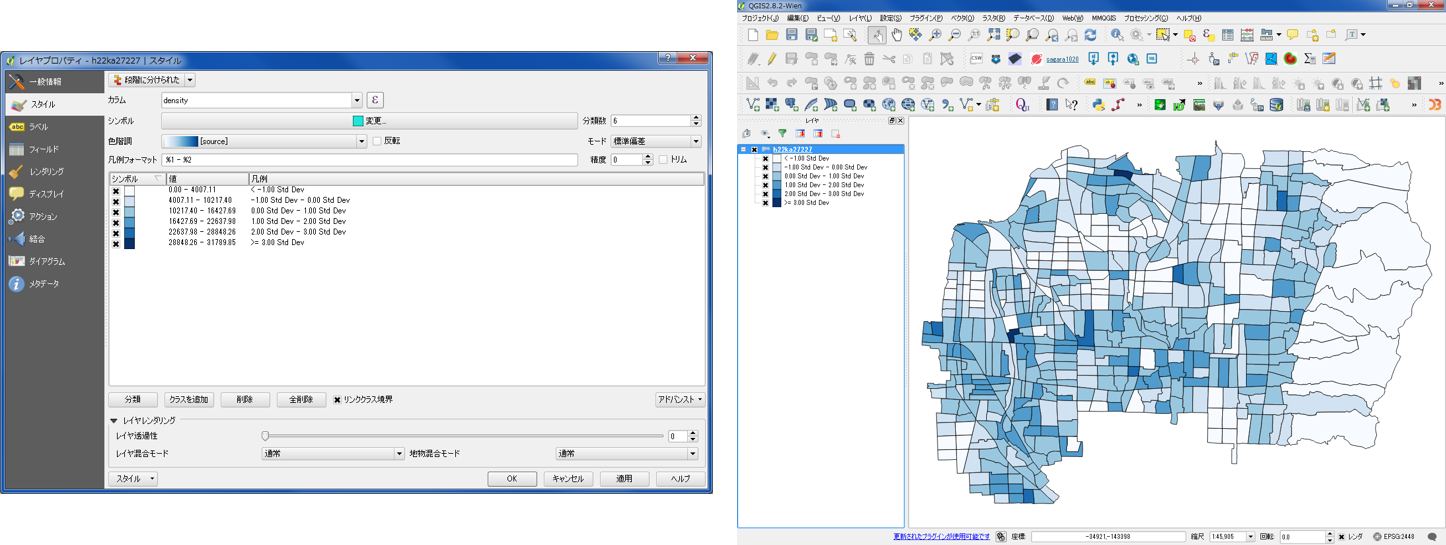 レイヤプロパティ - h22ka27227 | スタイル
一般情報
スタイル
ラベル
フィールド
レンダリング
ディスプレイ
アクション
結合
ダイアグラム
メタデータ
段階に分けられた
カラム density ε
シンボル 変更... 分類数 6
色階調 [source] 反転 モード 標準偏差
凡例フォーマット %1 - %2 精度 0 トリム
シンボル 値 凡例
0.00 - 4007.11 < -1.00 Std Dev
4007.11 - 10217.40 -1.00 Std Dev - 0.00 Std Dev
10217.40 - 16427.69 0.00 Std Dev - 1.00 Std Dev
16427.69 - 22637.98 1.00 Std Dev - 2.00 Std Dev
22637.98 - 28848.26 2.00 Std Dev - 3.00 Std Dev
28848.26 - 31789.85 >= 3.00 Std Dev
分類 クラスを追加 削除 全削除 リンククラス境界 アドバンスト
レイヤレンダリング
レイヤ透過性 0
レイヤ混合モード 通常 地物混合モード 通常
スタイル OK キャンセル 適用 ヘルプ
QGIS2.8.2-Wien
プロジェクト(J) 編集(E) ビュー(V) レイヤ(L) 設定(S) プラグイン(P) ベクタ(O) ラスタ(R) データベース(D) Web(W) MMQGIS プロセッシング(C) ヘルプ(H)
CSW sagara1028
abc
レイヤ
h22ka27227
< -1.00 Std Dev
-1.00 Std Dev - 0.00 Std Dev
0.00 Std Dev - 1.00 Std Dev
1.00 Std Dev - 2.00 Std Dev
2.00 Std Dev - 3.00 Std Dev
>= 3.00 Std Dev
更新されたプラグインが使用可能です 座標: -34921,-143398 縮尺 1:45,905 回転: 0.0 レンダ EPSG:2448